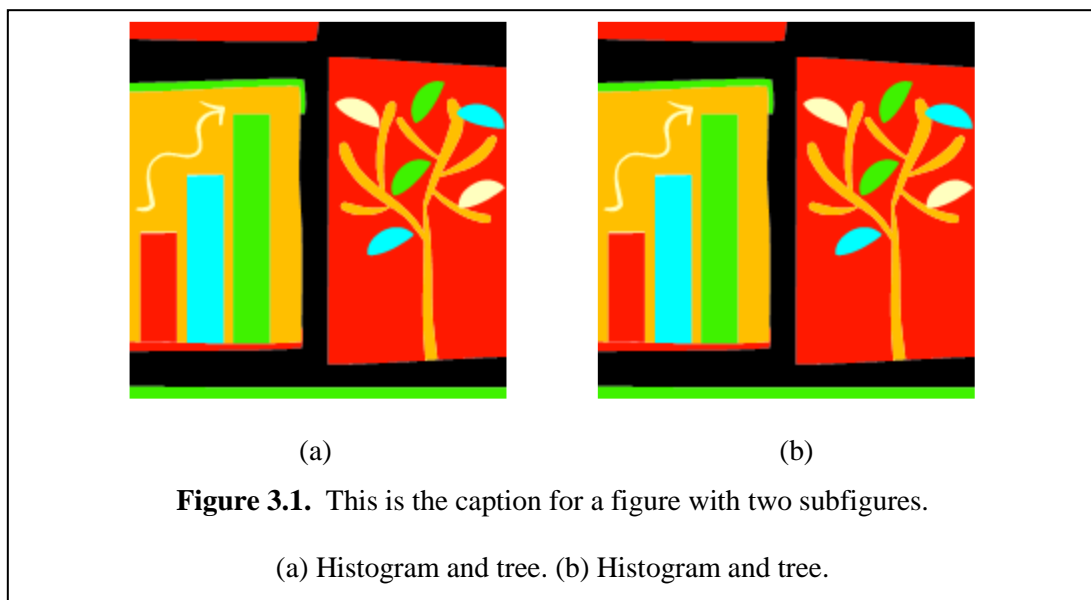 (a) (b)
Figure 3.1. This is the caption for a figure with two subfigures.
(a) Histogram and tree. (b) Histogram and tree.